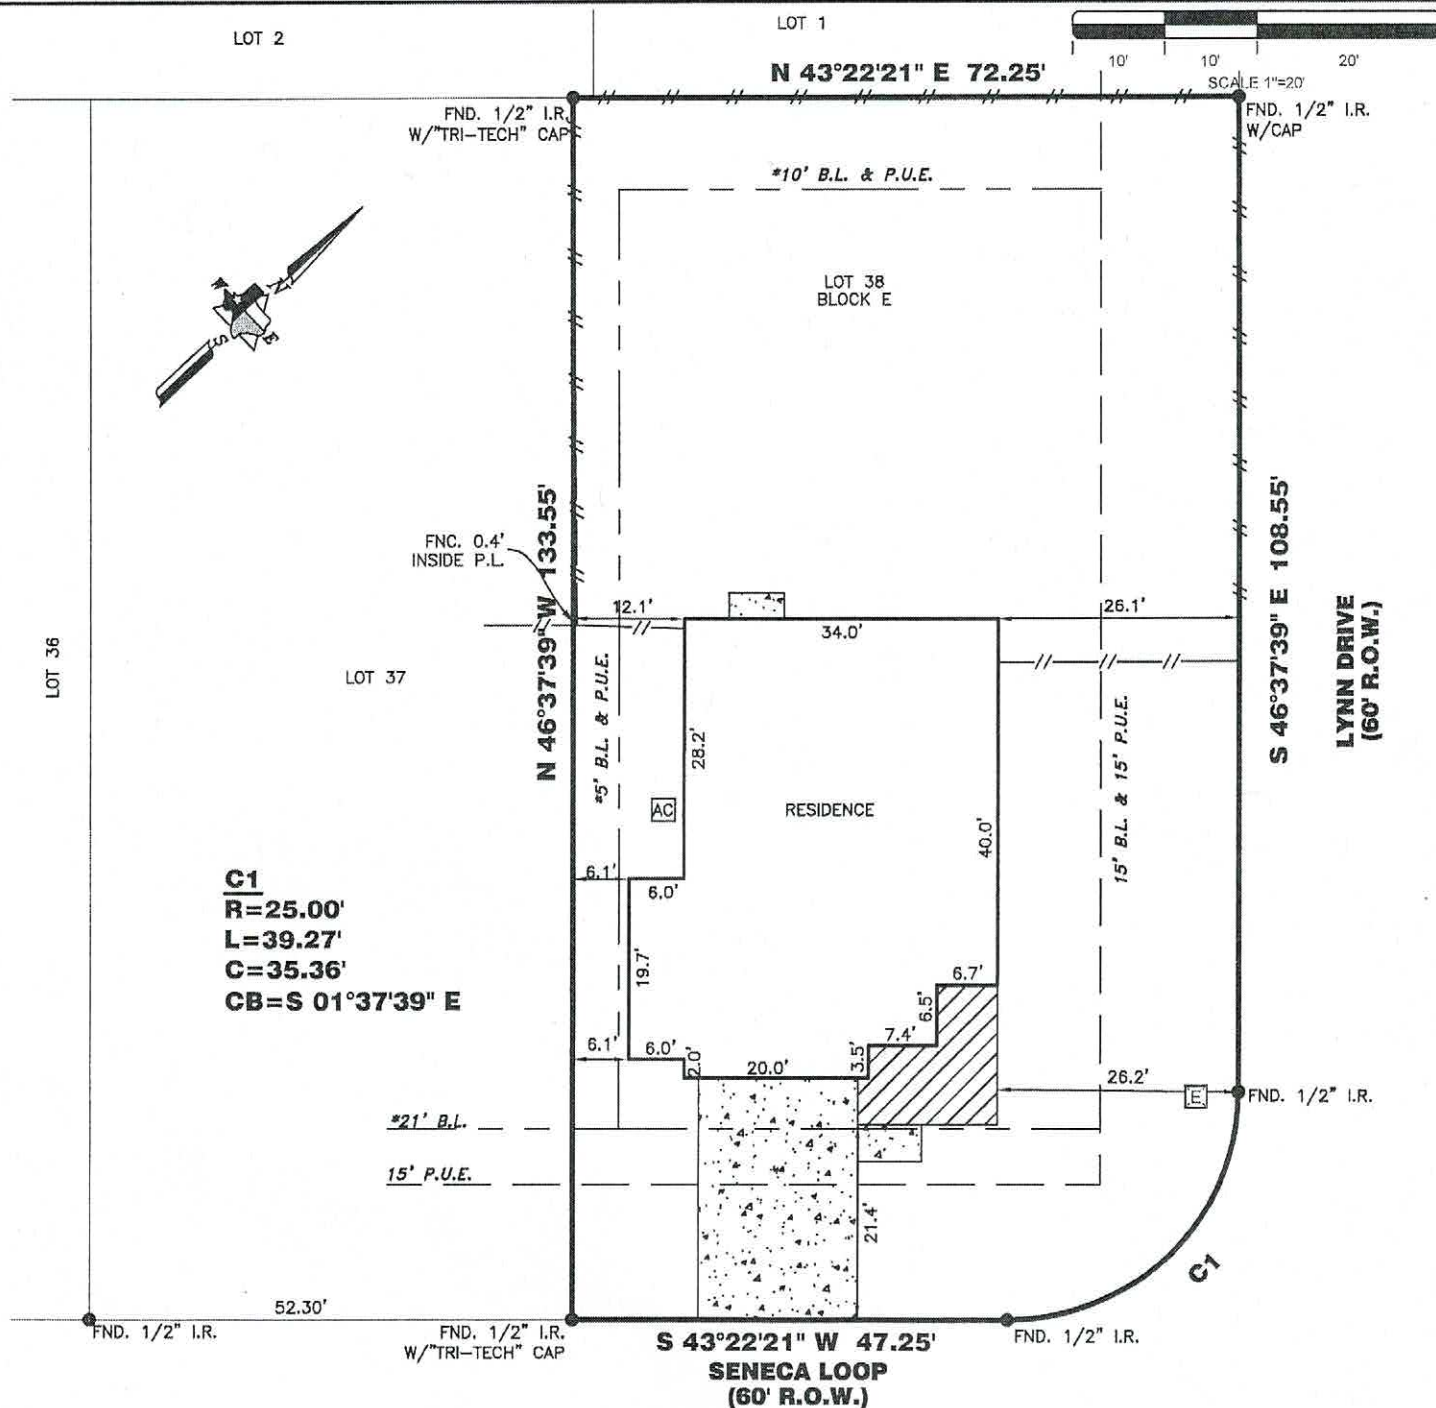 LOT 2
LOT 1
10'
10'
20'
SCALE 1"=20'
N 43°22'21" E 72.25'
FND. 1/2" I.R.
W/"TRI-TECH" CAP
FND. 1/2" I.R.
W/CAP
*10' B.L. & P.U.E.
LOT 38
BLOCK E
N
S
E
FNC. 0.4'
INSIDE P.L.
N 46°37'39" W 133.55'
S 46°37'39" E 108.55'
LYNN DRIVE
(60' R.O.W.)
12.1'
34.0'
26.1'
LOT 36
LOT 37
*5' B.L. & P.U.E.
28.2'
AC
RESIDENCE
40.0'
15' B.L. & 15' P.U.E.
6.1'
6.0'
C1
R=25.00'
L=39.27'
C=35.36'
CB=S 01°37'39" E
19.7'
6.7'
6.5'
7.4'
3.5'
6.1'
6.0'
2.0'
20.0'
26.2'
E
FND. 1/2" I.R.
*21' B.L.
15' P.U.E.
21.4'
C1
52.30'
FND. 1/2" I.R.
FND. 1/2" I.R.
W/"TRI-TECH" CAP
FND. 1/2" I.R.
S 43°22'21" W 47.25'
SENECA LOOP
(60' R.O.W.)